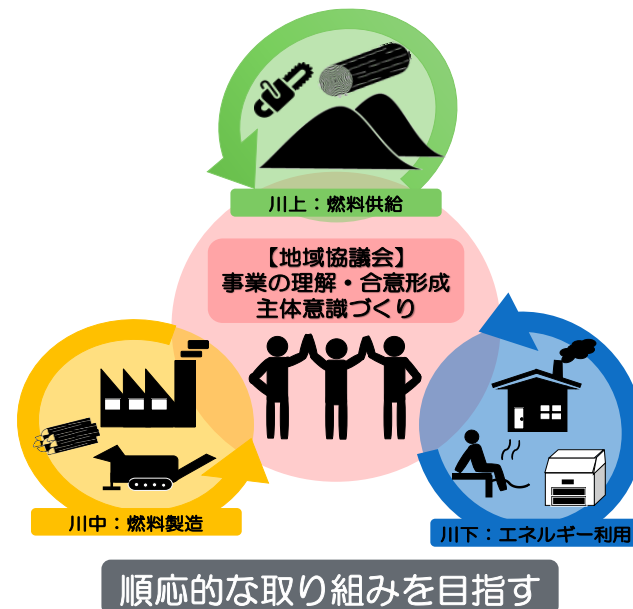 川上：燃料供給
【地域協議会】
事業の理解・合意形成
主体意識づくり
川中：燃料製造
川下：エネルギー利用
順応的な取り組みを目指す